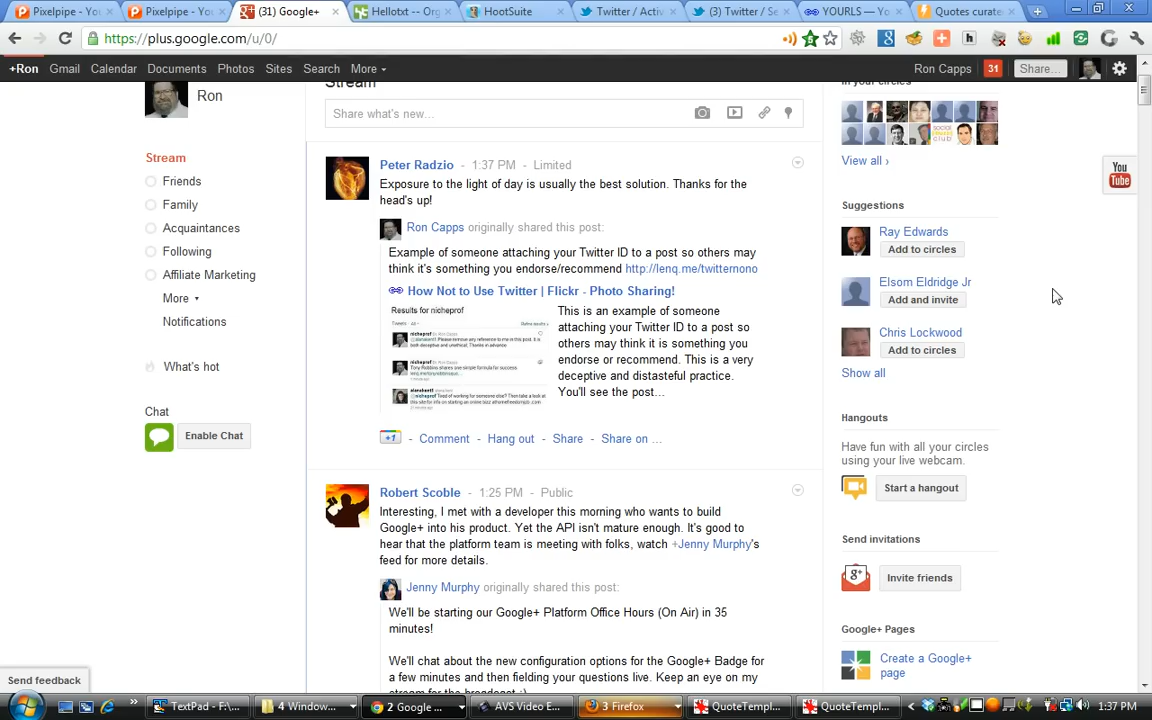 Pixelpipe - Yo
Pixelpipe - Yo
(31) Google+
Hellotxt -- Org
HootSuite
Twitter / Activ
(3) Twitter / Se
YOURLS — Yo
Quotes curate
https://plus.google.com/u/0/
+Ron Gmail Calendar Documents Photos Sites Search More
Ron Capps 31 Share...
Ron
Stream
Friends
Family
Acquaintances
Following
Affiliate Marketing
More
Notifications
What's hot
Chat
Enable Chat
Stream
Share what's new...
Peter Radzio - 1:37 PM - Limited
Exposure to the light of day is usually the best solution. Thanks for the
head's up!
Ron Capps originally shared this post:
Example of someone attaching your Twitter ID to a post so others may
think it's something you endorse/recommend http://lenq.me/twitternono
How Not to Use Twitter | Flickr - Photo Sharing!
Results for nicheprof
This is an example of someone
attaching your Twitter ID to a post so
others may think it is something you
endorse or recommend. This is a very
deceptive and distasteful practice.
You'll see the post...
+1 - Comment - Hang out - Share - Share on ...
Robert Scoble - 1:25 PM - Public
Interesting, I met with a developer this morning who wants to build
Google+ into his product. Yet the API isn't mature enough. It's good to
hear that the platform team is meeting with folks, watch +Jenny Murphy's
feed for more details.
Jenny Murphy originally shared this post:
We'll be starting our Google+ Platform Office Hours (On Air) in 35
minutes!
We'll chat about the new configuration options for the Google+ Badge for
a few minutes and then fielding your questions live. Keep an eye on my
stream for the broadcast :)
In your circles
View all ›
Suggestions
Ray Edwards
Add to circles
Elsom Eldridge Jr
Add and invite
Chris Lockwood
Add to circles
Show all
Hangouts
Have fun with all your circles
using your live webcam.
Start a hangout
Send invitations
Invite friends
Google+ Pages
Create a Google+
page
You
Tube
Send feedback
TextPad - F:\...
4 Window...
2 Google ...
AVS Video E...
3 Firefox
QuoteTempl...
QuoteTempl...
1:37 PM